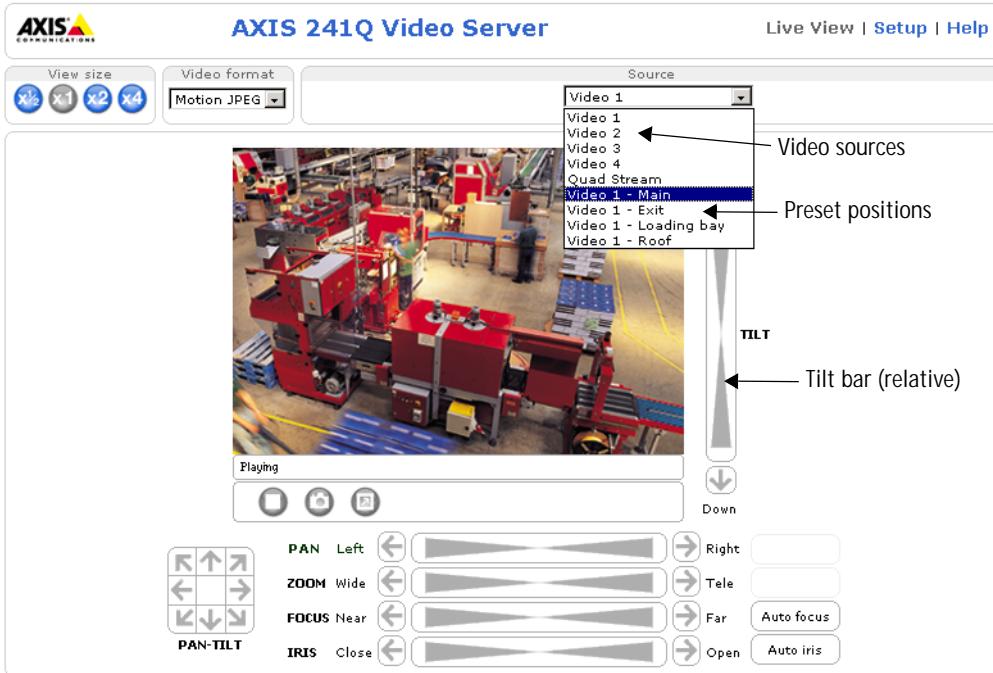 AXIS
COMMUNICATIONS
AXIS 241Q Video Server
Live View | Setup | Help
View size
Video format
Source
x½ x1 x2 x4
Motion JPEG
Video 1
Video 1
Video 2
Video 3
Video 4
Quad Stream
Video 1 - Main
Video 1 - Exit
Video 1 - Loading bay
Video 1 - Roof
Video sources
Preset positions
TILT
Tilt bar (relative)
Playing
Down
PAN Left Right
ZOOM Wide Tele
FOCUS Near Far Auto focus
PAN-TILT
IRIS Close Open Auto iris